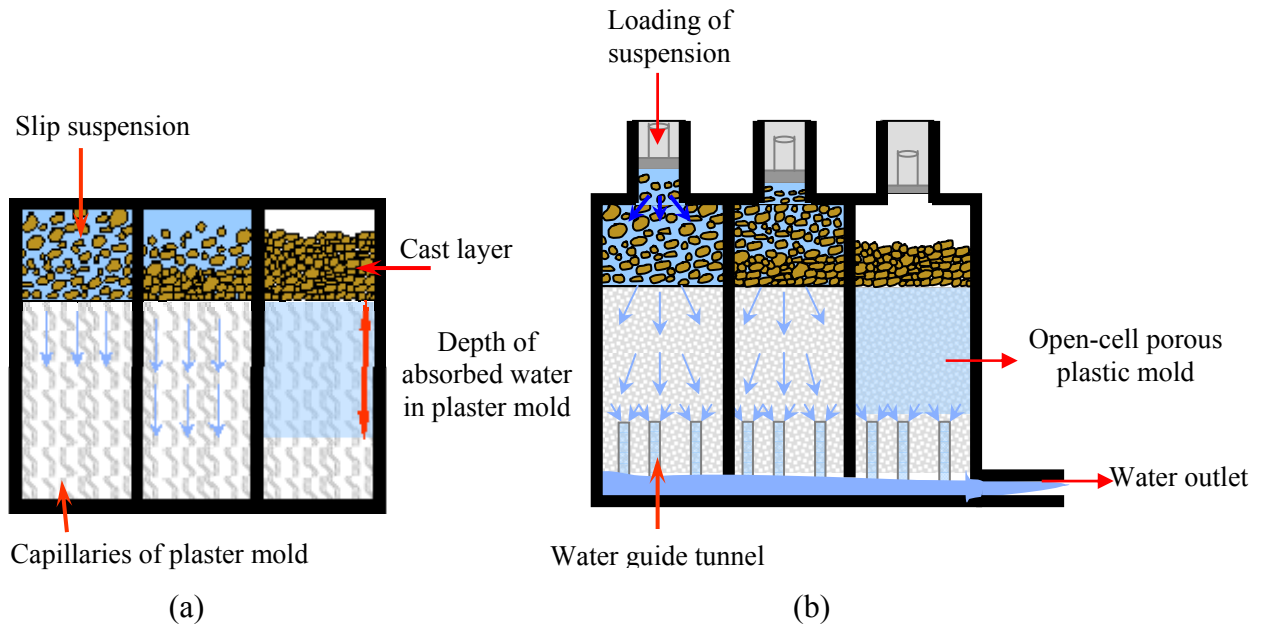 Slip suspension
Cast layer
Depth of
absorbed water
in plaster mold
Capillaries of plaster mold
(a)
Loading of
suspension
Open-cell porous
plastic mold
Water outlet
Water guide tunnel
(b)